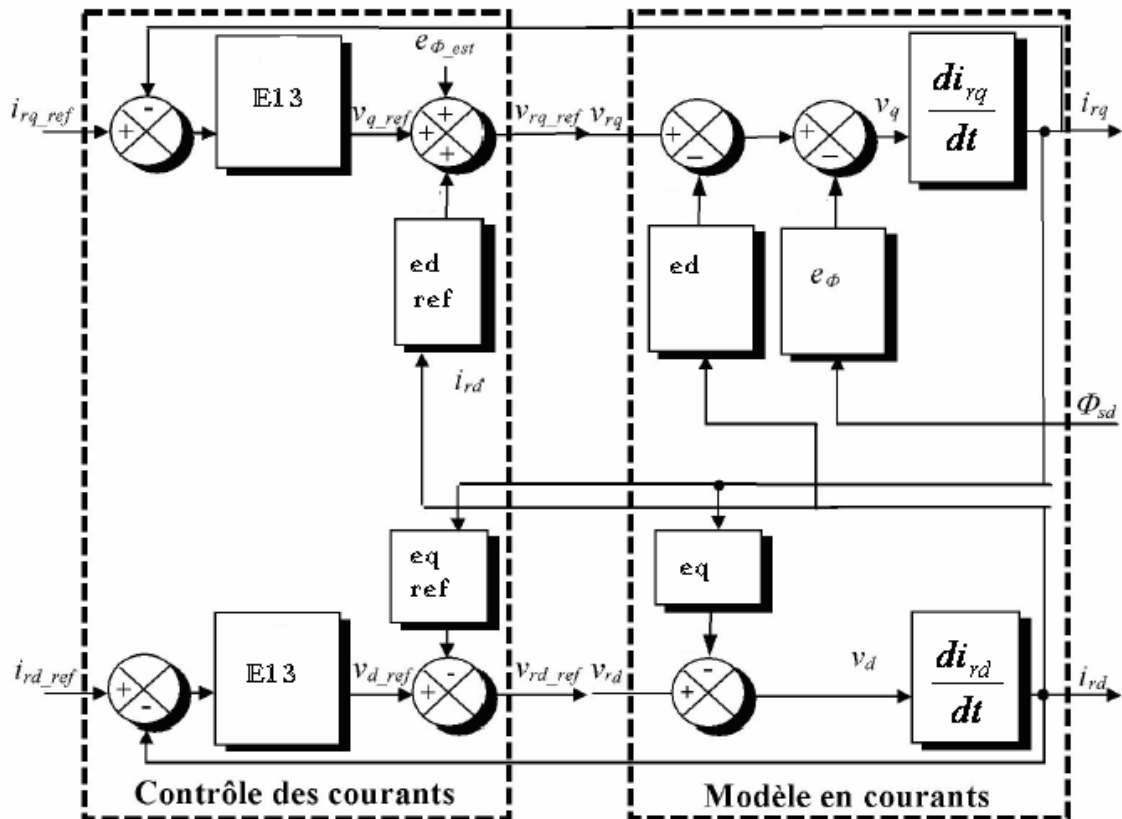 e_Φ_est
i_rq_ref
E13
v_q_ref
v_rq_ref
v_rq
v_q
di_rq
dt
i_rq
+
-
+
+
+
+
−
−
ed
ref
ed
e_Φ
i_rd
Φ_sd
eq
ref
eq
i_rd_ref
E13
v_d_ref
v_rd_ref
v_rd
v_d
di_rd
dt
i_rd
+
-
+
-
+
-
Contrôle des courants
Modèle en courants